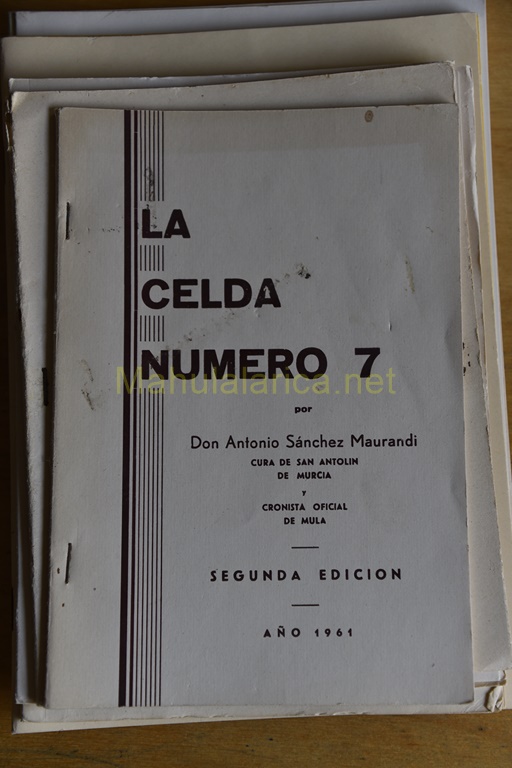 LA
CELDA
NUMERO 7
Mahulalarica.net
por
Don Antonio Sánchez Maurandi
CURA DE SAN ANTOLIN
DE MURCIA
Y
CRONISTA OFICIAL
DE MULA
SEGUNDA EDICION
AÑO 1961